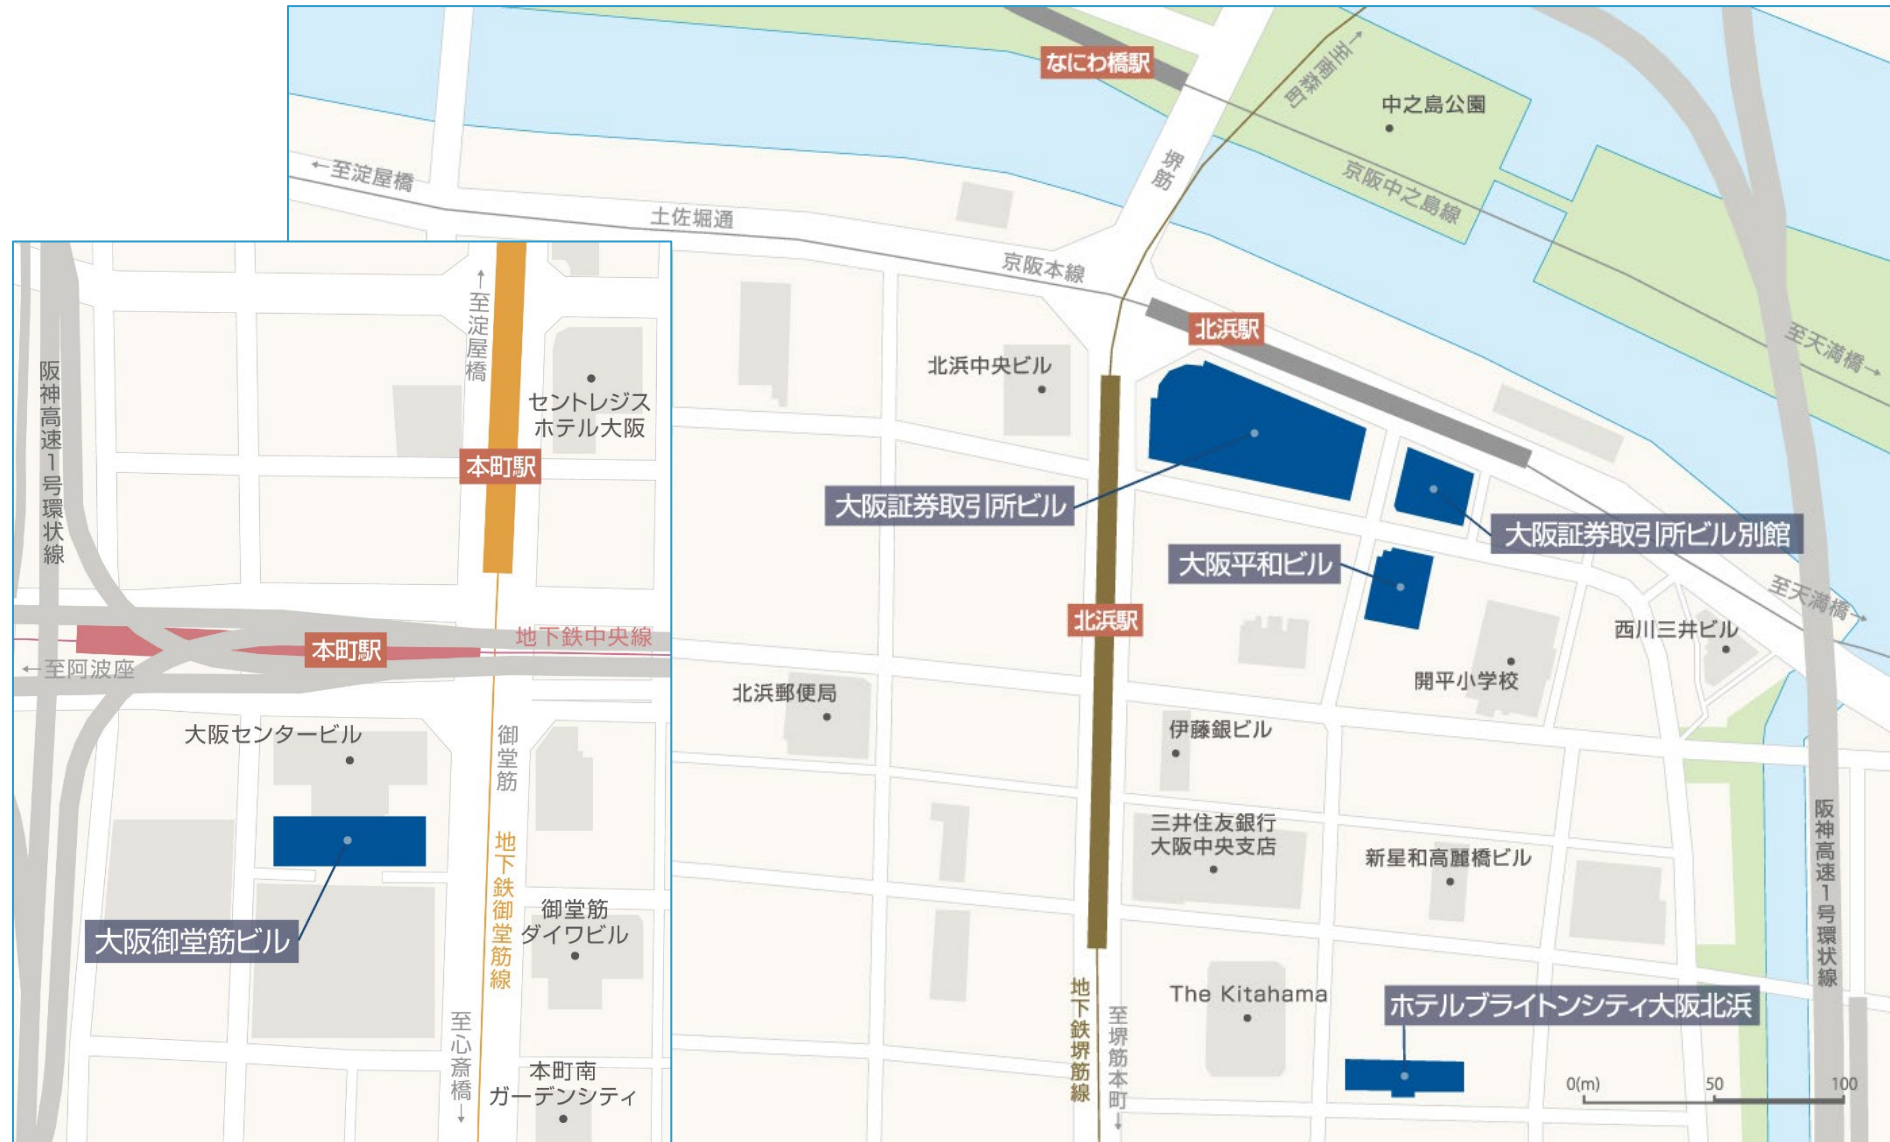 なにわ橋駅
↑至南森町
中之島公園
堺筋
京阪中之島線
←至淀屋橋
土佐堀通
京阪本線
北浜駅
至天満橋→
北浜中央ビル
大阪証券取引所ビル
大阪証券取引所ビル別館
大阪平和ビル
北浜駅
至天満橋→
西川三井ビル
開平小学校
北浜郵便局
伊藤銀ビル
三井住友銀行
大阪中央支店
新星和高麗橋ビル
阪神高速1号環状線
The Kitahama
ホテルブライトンシティ大阪北浜
地下鉄堺筋線
至堺筋本町↓
0(m)
50
100
↑至淀屋橋
阪神高速1号環状線
セントレジス
ホテル大阪
本町駅
地下鉄中央線
本町駅
←至阿波座
大阪センタービル
御堂筋
地下鉄御堂筋線
大阪御堂筋ビル
御堂筋
ダイワビル
至心斎橋↓
本町南
ガーデンシティ